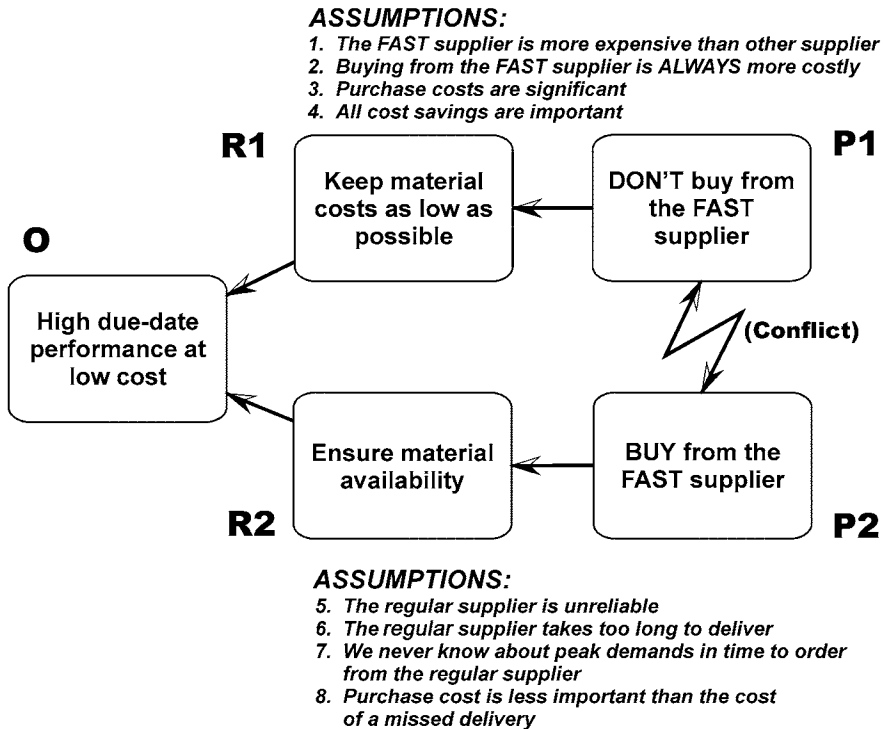 ASSUMPTIONS:
1. The FAST supplier is more expensive than other supplier
2. Buying from the FAST supplier is ALWAYS more costly
3. Purchase costs are significant
4. All cost savings are important
R1
P1
Keep material
costs as low as
possible
DON'T buy from
the FAST
supplier
O
High due-date
performance at
low cost
(Conflict)
Ensure material
availability
BUY from the
FAST supplier
R2
P2
ASSUMPTIONS:
5. The regular supplier is unreliable
6. The regular supplier takes too long to deliver
7. We never know about peak demands in time to order
from the regular supplier
8. Purchase cost is less important than the cost
of a missed delivery